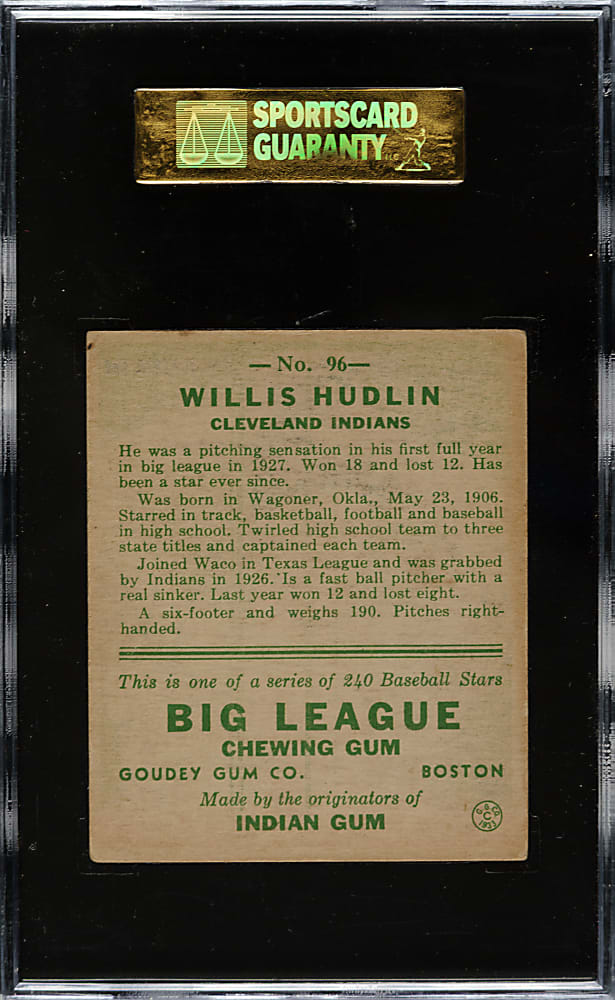 SPORTSCARD
GUARANTY
— No. 96—
WILLIS HUDLIN
CLEVELAND INDIANS
He was a pitching sensation in his first full year
in big league in 1927. Won 18 and lost 12. Has
been a star ever since.
Was born in Wagoner, Okla., May 23, 1906.
Starred in track, basketball, football and baseball
in high school. Twirled high school team to three
state titles and captained each team.
Joined Waco in Texas League and was grabbed
by Indians in 1926. Is a fast ball pitcher with a
real sinker. Last year won 12 and lost eight.
A six-footer and weighs 190. Pitches right-
handed.
This is one of a series of 240 Baseball Stars
BIG LEAGUE
CHEWING GUM
GOUDEY GUM CO. BOSTON
Made by the originators of
INDIAN GUM
G. G. CO.
C
1933